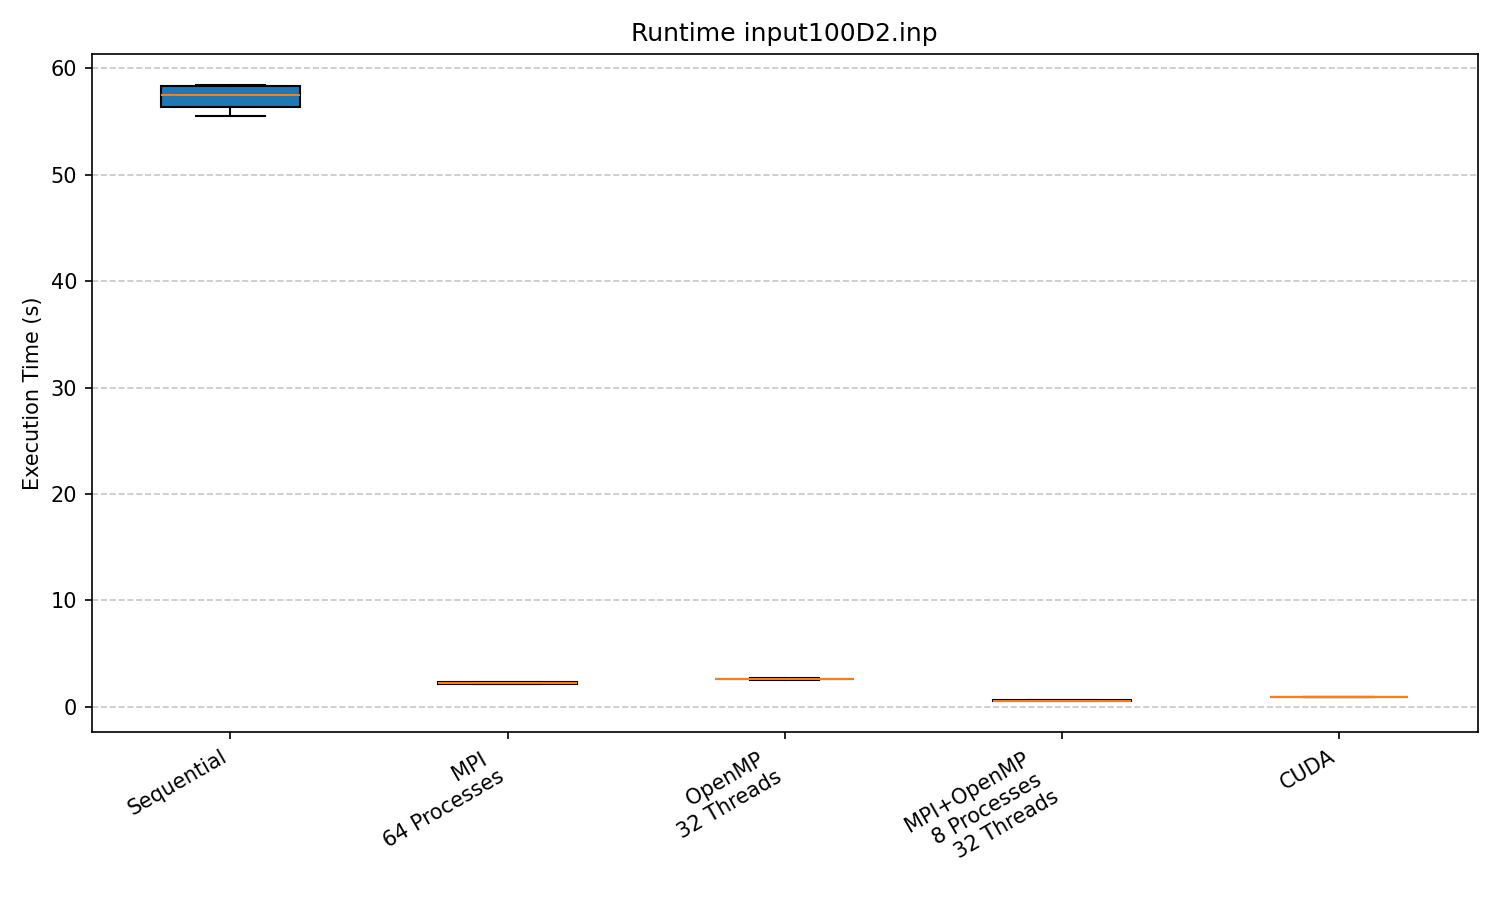 Runtime input100D2.inp
Execution Time (s)
60
50
40
30
20
10
0
Sequential
MPI
64 Processes
OpenMP
32 Threads
MPI+OpenMP
8 Processes
32 Threads
CUDA